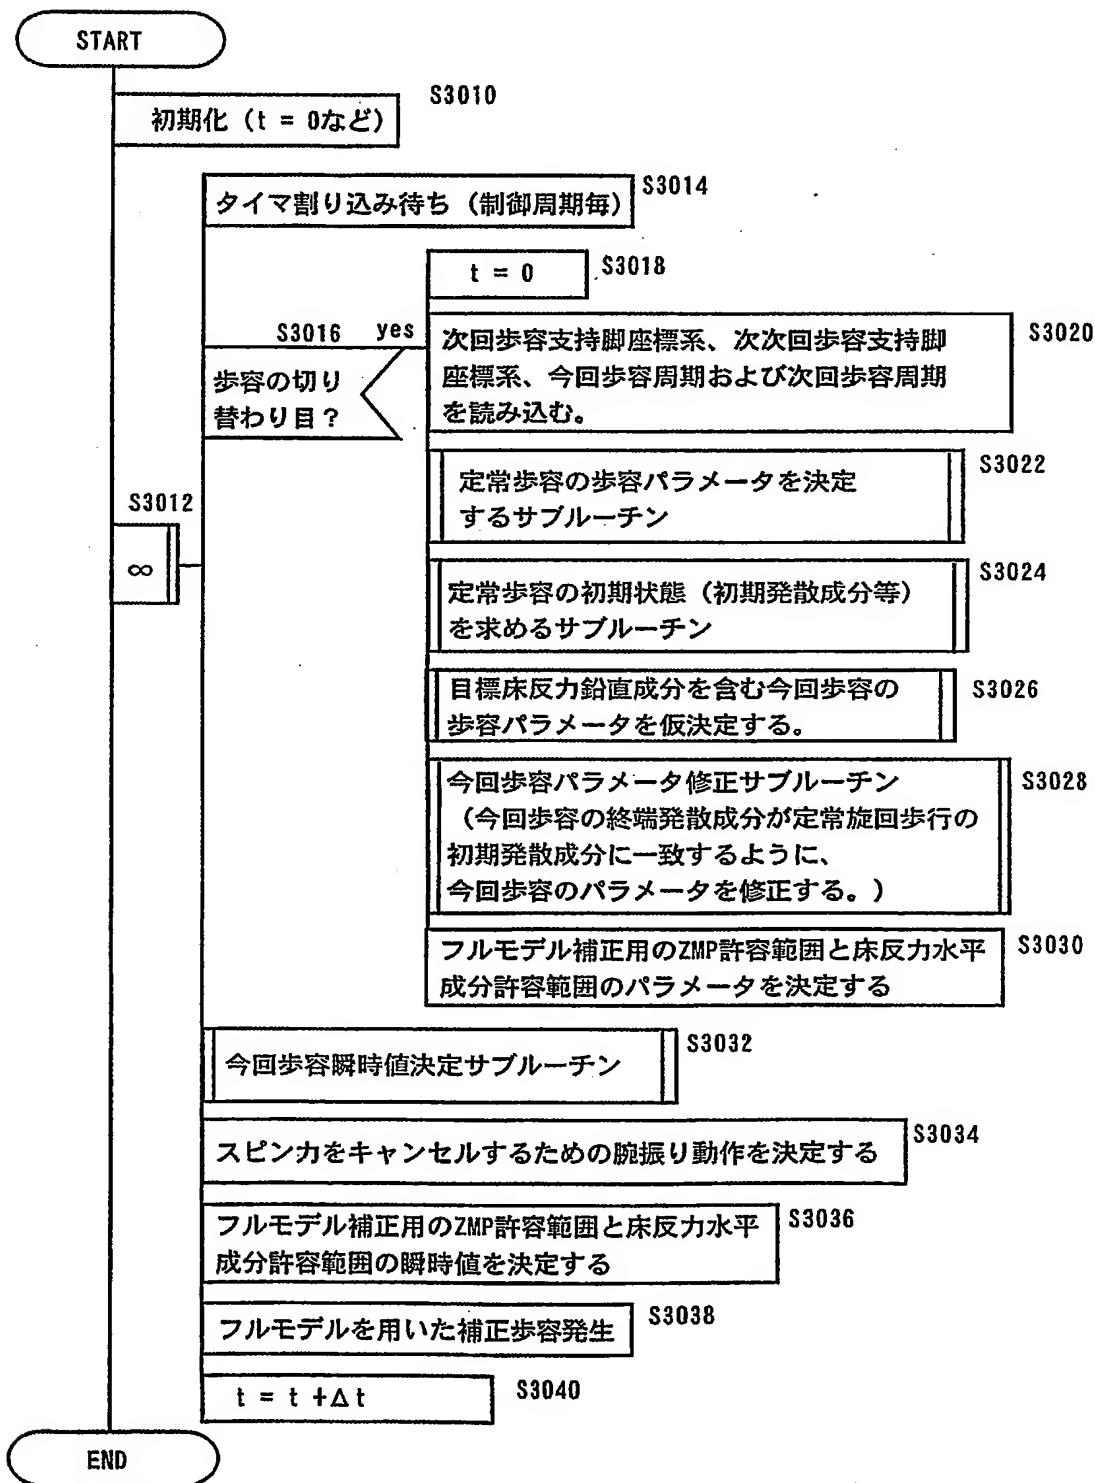 START
S3010
初期化（t = 0など）
S3014
タイマ割り込み待ち（制御周期毎）
t = 0
S3018
S3016
yes
歩容の切り
替わり目？
S3020
次回歩容支持脚座標系、次次回歩容支持脚
座標系、今回歩容周期および次回歩容周期
を読み込む。
S3022
定常歩容の歩容パラメータを決定
するサブルーチン
S3012
∞
S3024
定常歩容の初期状態（初期発散成分等）
を求めるサブルーチン
S3026
目標床反力鉛直成分を含む今回歩容の
歩容パラメータを仮決定する。
S3028
今回歩容パラメータ修正サブルーチン
（今回歩容の終端発散成分が定常旋回歩行の
初期発散成分に一致するように、
今回歩容のパラメータを修正する。）
S3030
フルモデル補正用のZMP許容範囲と床反力水平
成分許容範囲のパラメータを決定する
S3032
今回歩容瞬時値決定サブルーチン
S3034
スピン力をキャンセルするための腕振り動作を決定する
S3036
フルモデル補正用のZMP許容範囲と床反力水平
成分許容範囲の瞬時値を決定する
S3038
フルモデルを用いた補正歩容発生
t = t +Δt
S3040
END